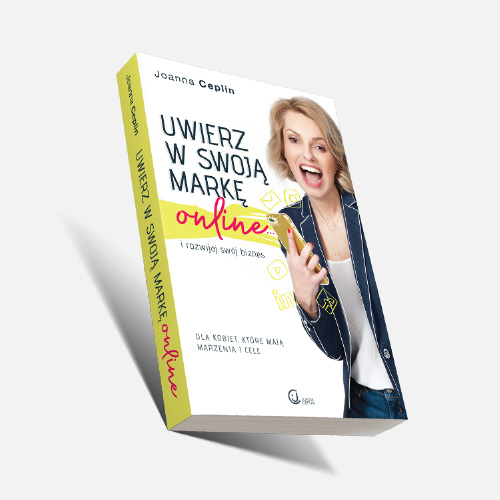 Joanna Ceplin
UWIERZ
W SWOJĄ
MARKĘ
online...
i rozwijaj swój biznes
in
DLA KOBIET, KTÓRE MAJĄ
MARZENIA I CELE
Joanna Ceplin
UWIERZ W SWOJĄ MARKĘ online